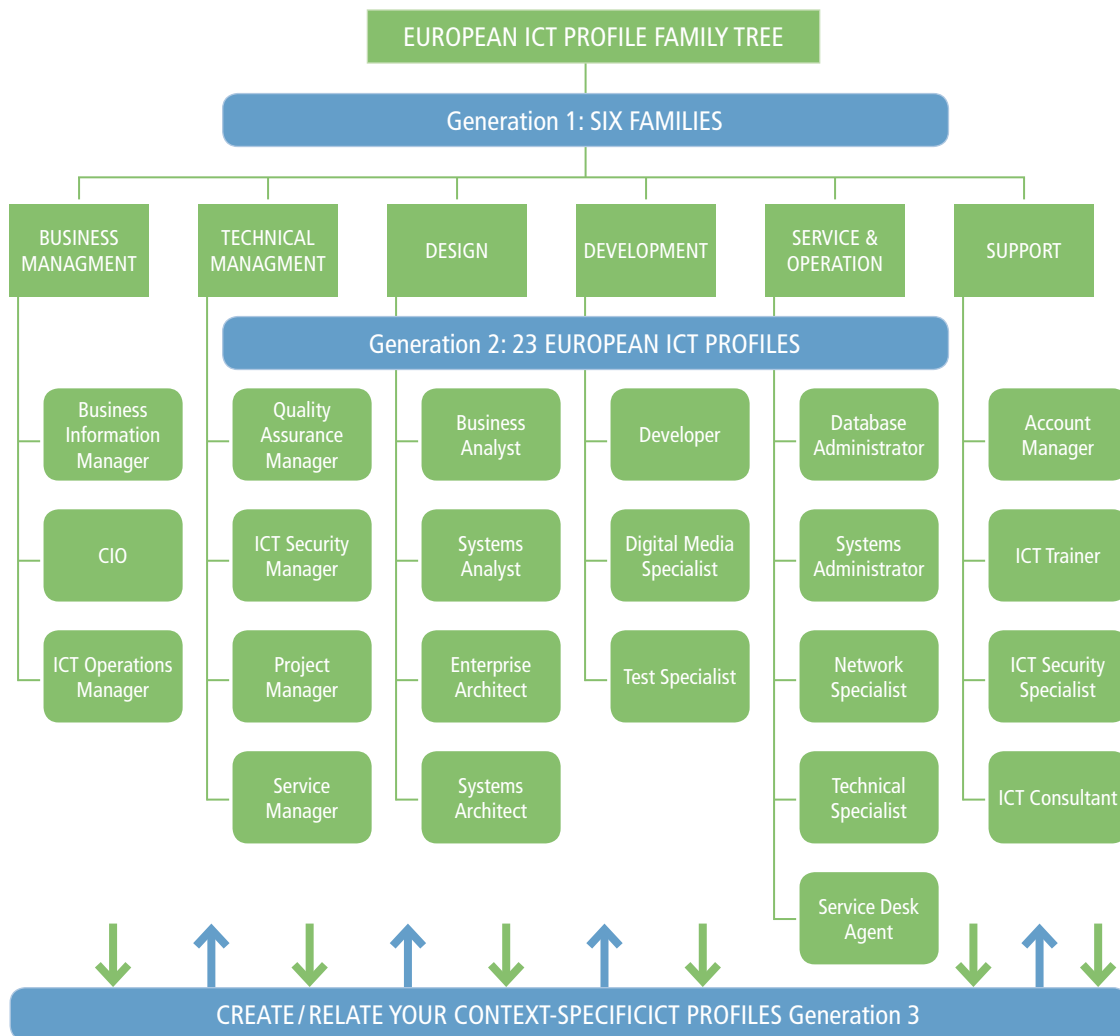 EUROPEAN ICT PROFILE FAMILY TREE
Generation 1: SIX FAMILIES
BUSINESS
MANAGMENT
TECHNICAL
MANAGMENT
DESIGN
DEVELOPMENT
SERVICE &
OPERATION
SUPPORT
Generation 2: 23 EUROPEAN ICT PROFILES
Business
Information
Manager
Quality
Assurance
Manager
Business
Analyst
Developer
Database
Administrator
Account
Manager
CIO
ICT Security
Manager
Systems
Analyst
Digital Media
Specialist
Systems
Administrator
ICT Trainer
ICT Operations
Manager
Project
Manager
Enterprise
Architect
Test Specialist
Network
Specialist
ICT Security
Specialist
Service
Manager
Systems
Architect
Technical
Specialist
ICT Consultant
Service Desk
Agent
CREATE / RELATE YOUR CONTEXT-SPECIFICICT PROFILES Generation 3